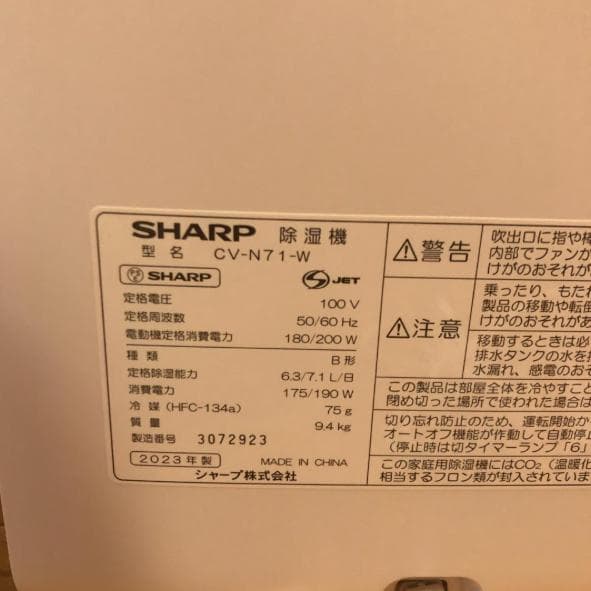 SHARP 除湿機
型 名 CV-N71-W
SHARP JET
定格電圧 100 V
定格周波数 50/60 Hz
電動機定格消費電力 180/200 W
種 類 B形
定格除湿能力 6.3/7.1 L/日
消費電力 175/190 W
冷 媒 (HFC-134a) 75 g
質 量 9.4 kg
製造番号 3072923
2023年製 MADE IN CHINA
シャープ株式会社
警告
吹出口に指や棒
内部でファンが
けがのおそれが
注意
乗ったり、もたれ
製品の移動や転倒
けがのおそれがあ
移動するときは必
排水タンクの水を
水漏れ、感電のおそ
この製品は部屋全体を冷やすこと
閉め切った場所で使われた場合は
切り忘れ防止のため、運転開始か
オートオフ機能が作動して自動停止
(停止時は切タイマーランプ「6」
この家庭用除湿機にはCO₂（温暖化
相当するフロン類が封入されていま